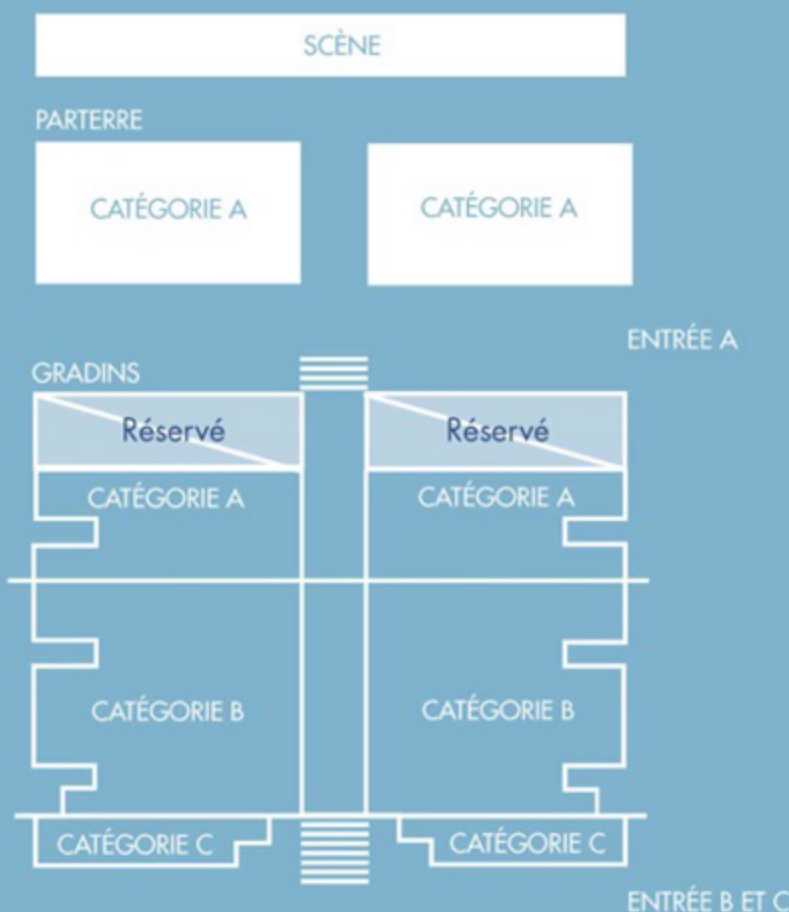 SCÈNE
PARTERRE
CATÉGORIE A
CATÉGORIE A
ENTRÉE A
GRADINS
Réservé
Réservé
CATÉGORIE A
CATÉGORIE A
CATÉGORIE B
CATÉGORIE B
CATÉGORIE C
CATÉGORIE C
ENTRÉE B ET C